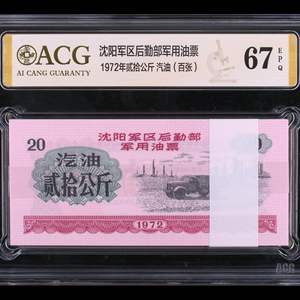 ACG
AI CANG GUARANTY
沈阳军区后勤部军用油票
1972年贰拾公斤 汽油（百张）
67
EPQ
20
沈阳军区后勤部
军用油票
汽油
贰拾公斤
1972
ACG